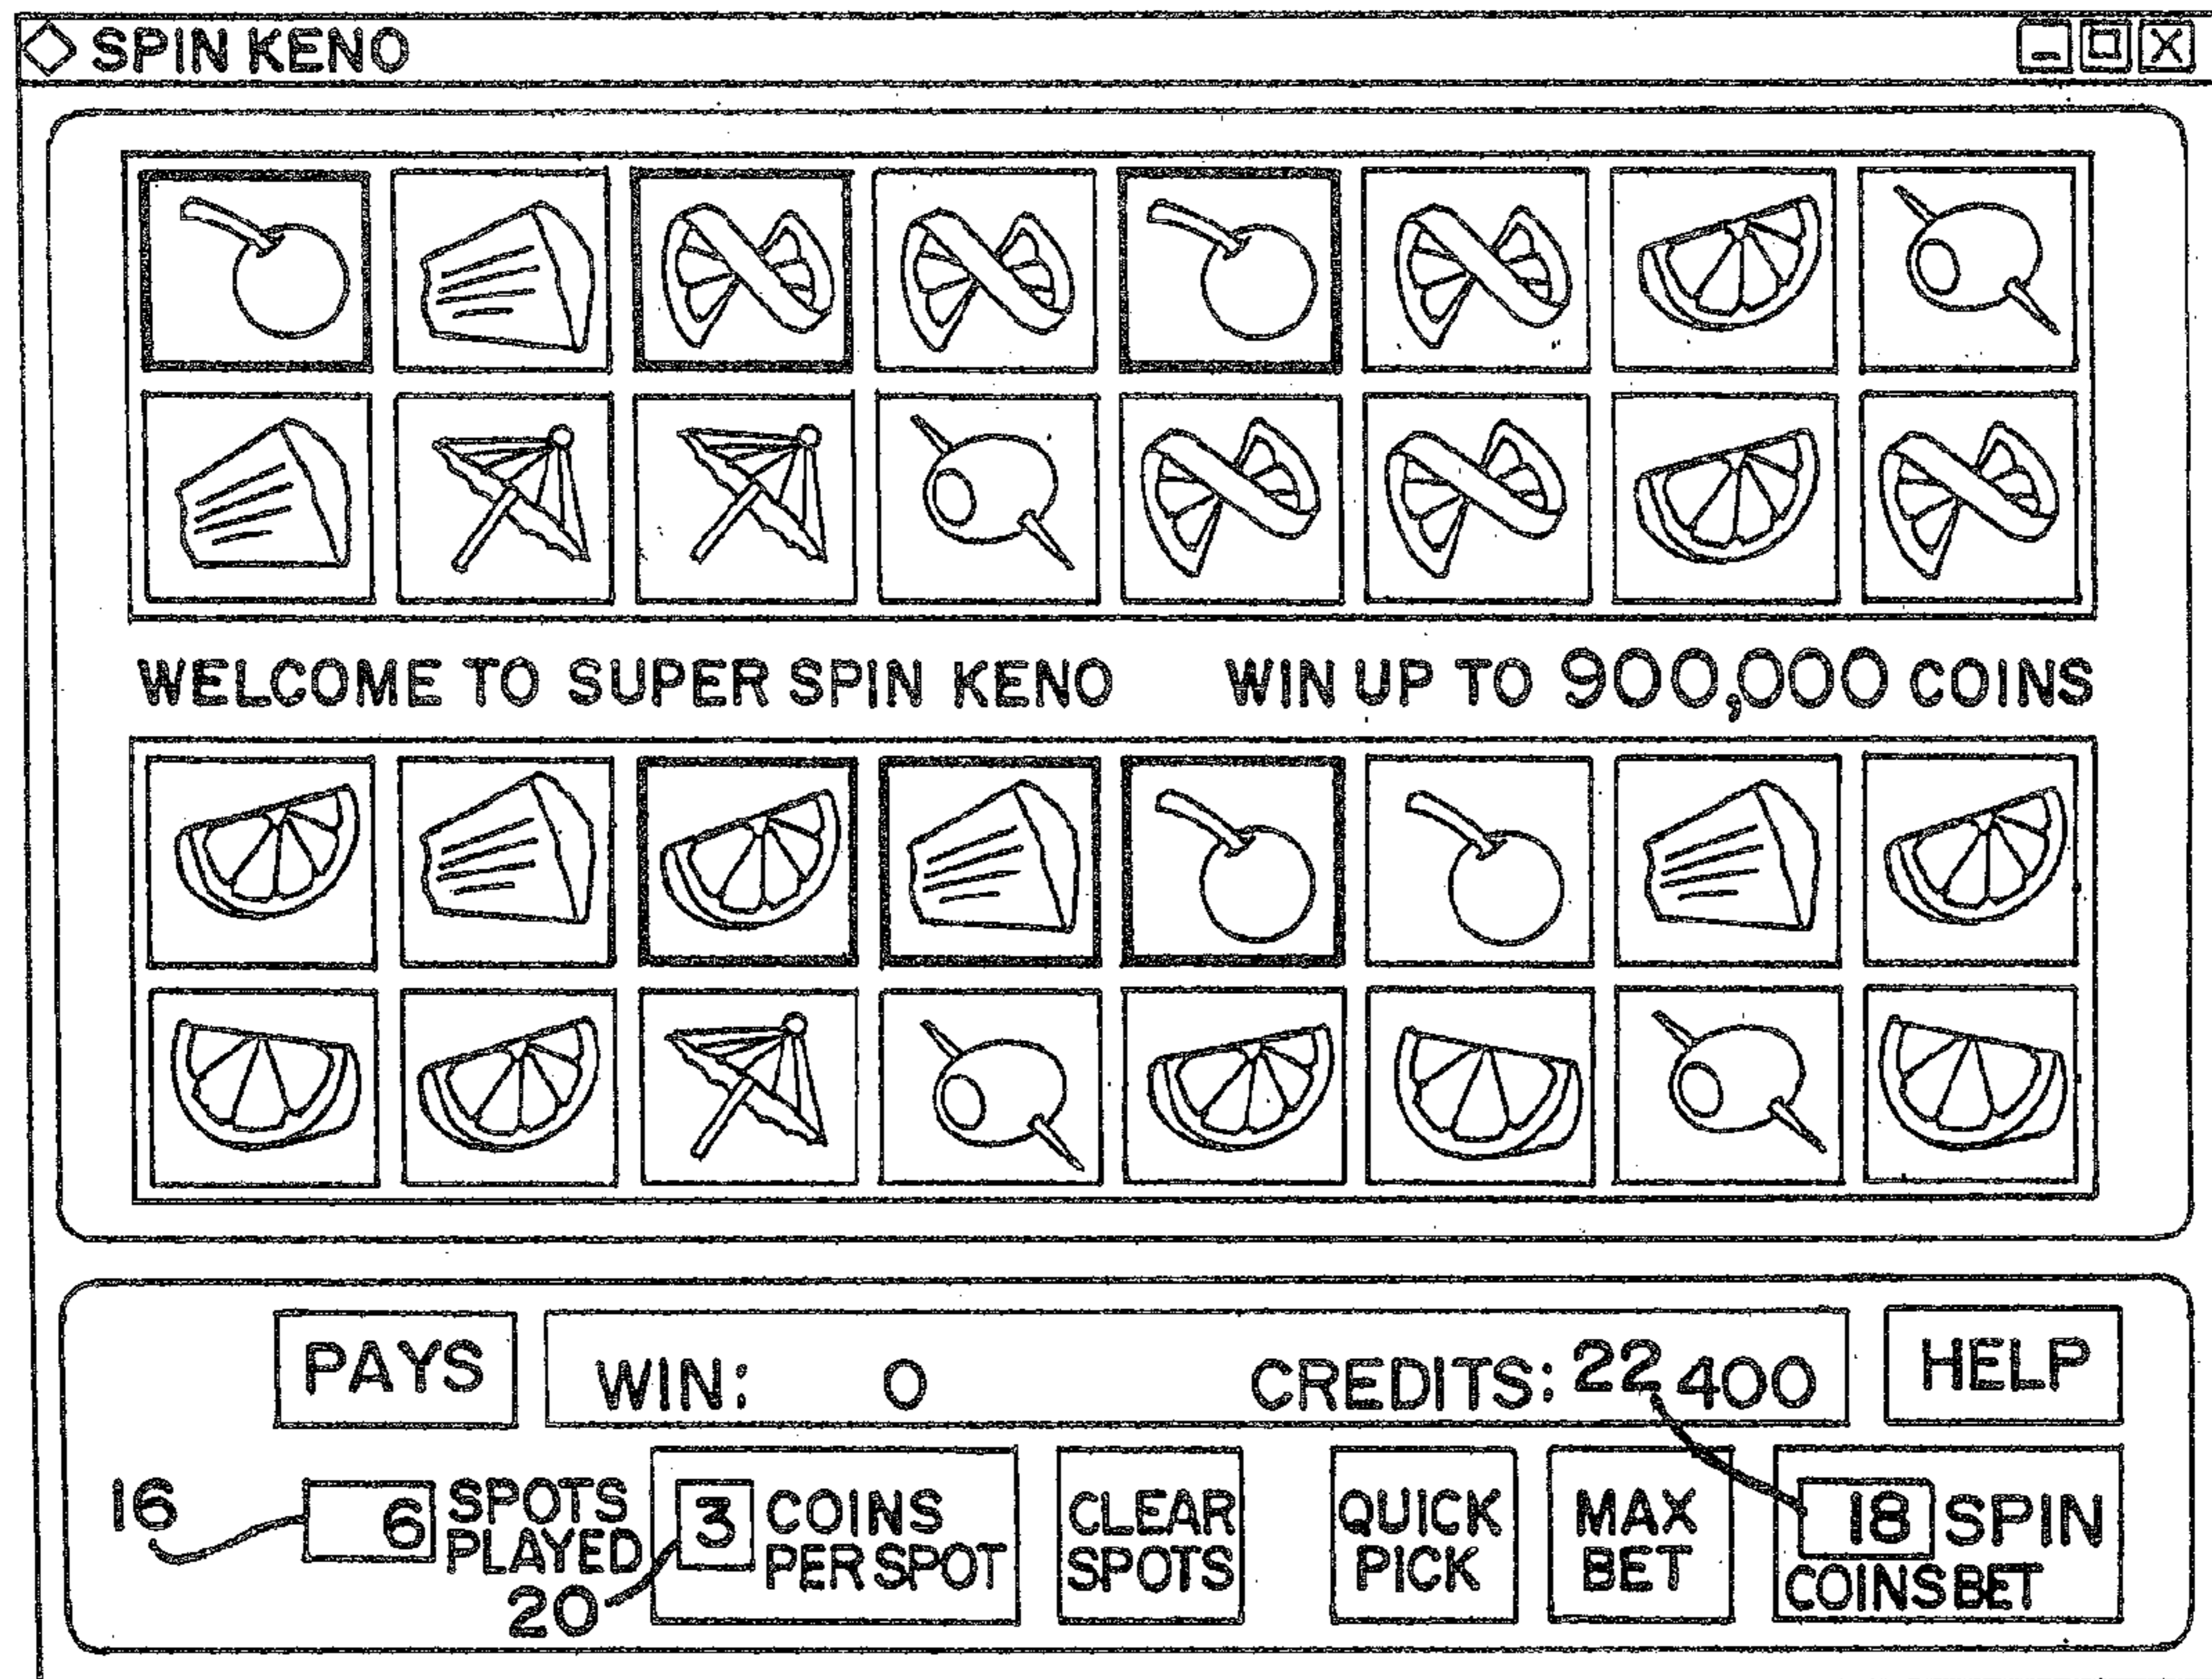 SPIN KENO
WELCOME TO SUPER SPIN KENO WIN UP TO 900,000 COINS
PAYS
WIN: 0 CREDITS: 400
22
HELP
16
6 SPOTS
PLAYED
20
3 COINS
PER SPOT
CLEAR
SPOTS
QUICK
PICK
MAX
BET
18 SPIN
COINS BET